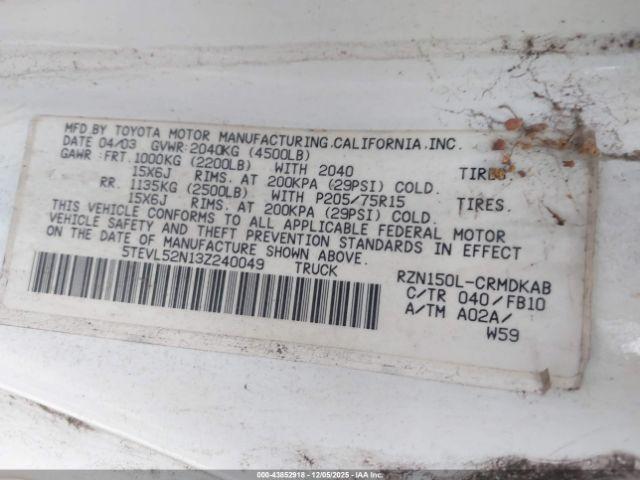 MFD BY TOYOTA MOTOR MANUFACTURING.CALIFORNIA.INC.
DATE 04/03 GVWR:2040KG (4500LB)
GAWR :FRT.1000KG (2200LB) WITH 2040 TIRES
15X6J RIMS. AT 200KPA (29PSI) COLD.
RR. 1135KG (2500LB) WITH P205/75R15 TIRES.
15X6J RIMS. AT 200KPA (29PSI) COLD.
THIS VEHICLE CONFORMS TO ALL APPLICABLE FEDERAL MOTOR
VEHICLE SAFETY AND THEFT PREVENTION STANDARDS IN EFFECT
ON THE DATE OF MANUFACTURE SHOWN ABOVE.
5TEVL52N13Z240049 TRUCK
RZN150L-CRMDKAB
C/TR 040/FB10
A/TM A02A/
W59
000-43852918 - 12/05/2025 - IAA Inc.